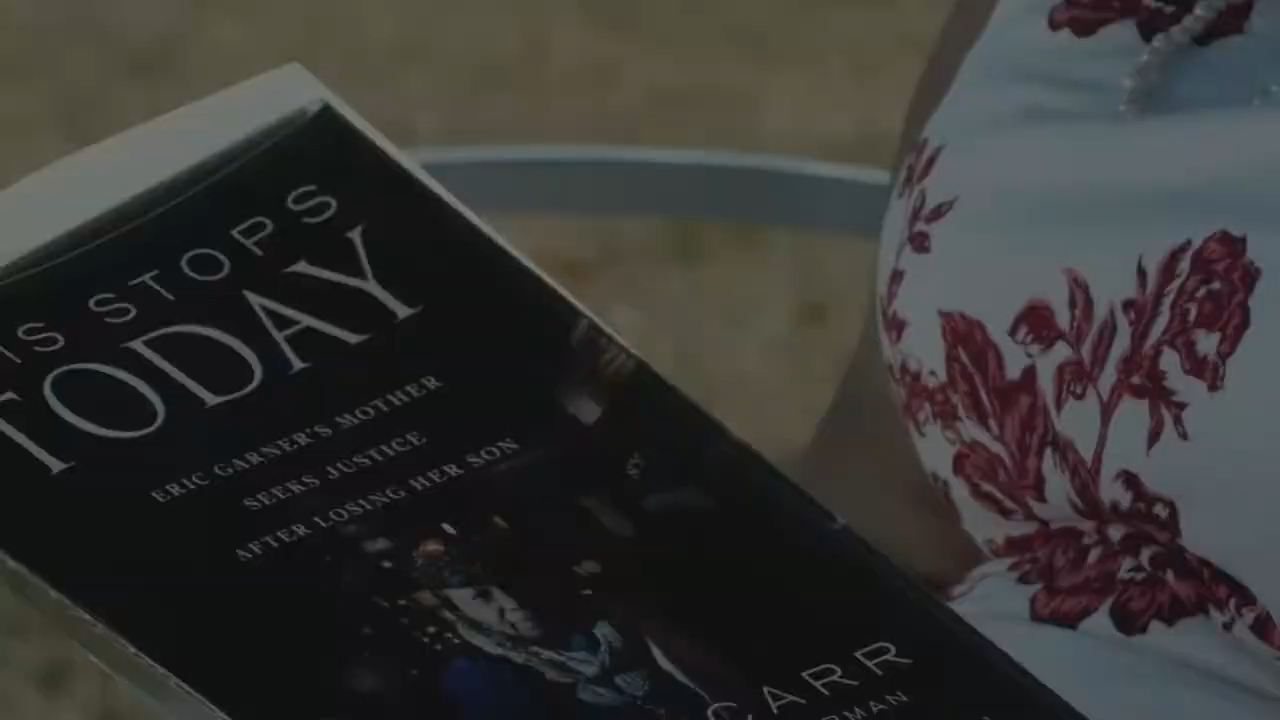 IS STOPS
TODAY
ERIC GARNER'S MOTHER
SEEKS JUSTICE
AFTER LOSING HER SON
CARR